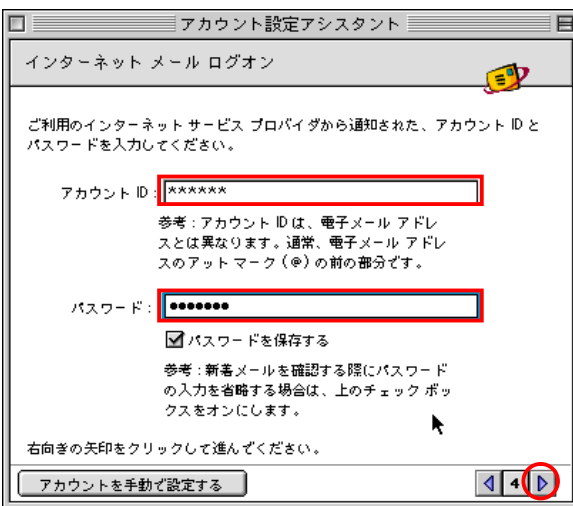 アカウント設定アシスタント
インターネット メール ログオン
ご利用のインターネット サービス プロバイダから通知された、アカウント ID と
パスワードを入力してください。
アカウント ID : ******
参考 : アカウント ID は、電子メール アドレ
スとは異なります。通常、電子メール アドレ
スのアット マーク (@) の前の部分です。
パスワード : ●●●●●●●
パスワードを保存する
参考 : 新着メールを確認する際にパスワード
の入力を省略する場合は、上のチェック ボッ
クスをオンにします。
右向きの矢印をクリックして進んでください。
アカウントを手動で設定する
4